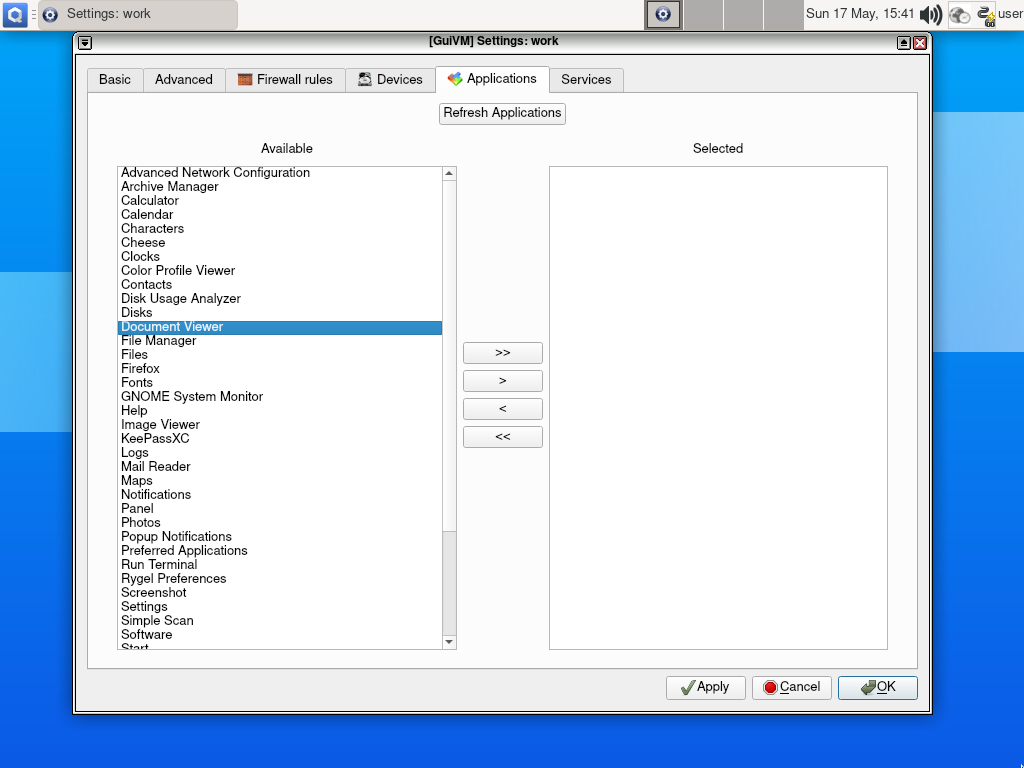 Settings: work
Sun 17 May, 15:41
user
[GuiVM] Settings: work
Basic
Advanced
Firewall rules
Devices
Applications
Services
Refresh Applications
Available
Selected
Advanced Network Configuration
Archive Manager
Calculator
Calendar
Characters
Cheese
Clocks
Color Profile Viewer
Contacts
Disk Usage Analyzer
Disks
Document Viewer
File Manager
Files
Firefox
Fonts
GNOME System Monitor
Help
Image Viewer
KeePassXC
Logs
Mail Reader
Maps
Notifications
Panel
Photos
Popup Notifications
Preferred Applications
Run Terminal
Rygel Preferences
Screenshot
Settings
Simple Scan
Software
Start
>>
>
<
<<
Apply
Cancel
OK